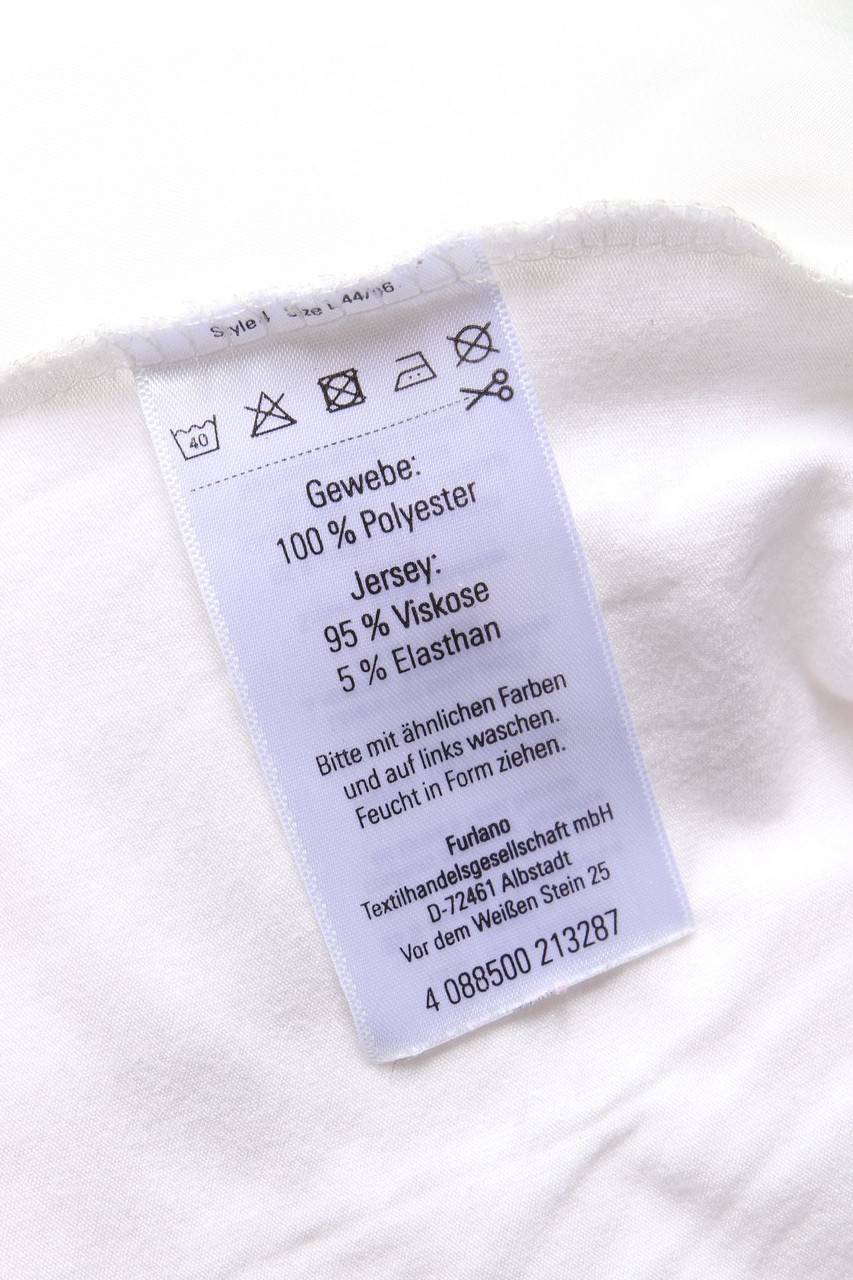 Style 1 Size L 44/
40
Gewebe:
100 % Polyester
Jersey:
95 % Viskose
5 % Elasthan
Bitte mit ähnlichen Farben
und auf links waschen.
Feucht in Form ziehen.
Furlano
Textilhandelsgesellschaft mbH
D-72461 Albstadt
Vor dem Weißen Stein 25
4 088500 213287